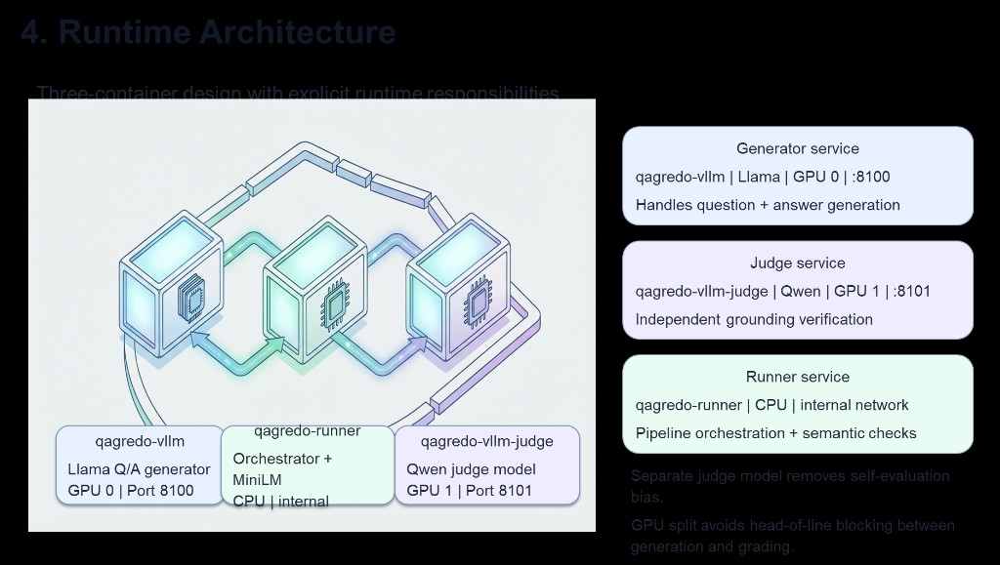 4. Runtime Architecture
Three-container design with explicit runtime responsibilities
qagredo-vllm
Llama Q/A generator
GPU 0 | Port 8100
qagredo-runner
Orchestrator +
MiniLM
CPU | internal
qagredo-vllm-judge
Qwen judge model
GPU 1 | Port 8101
Generator service
qagredo-vllm | Llama | GPU 0 | :8100
Handles question + answer generation
Judge service
qagredo-vllm-judge | Qwen | GPU 1 | :8101
Independent grounding verification
Runner service
qagredo-runner | CPU | internal network
Pipeline orchestration + semantic checks
Separate judge model removes self-evaluation
bias.
GPU split avoids head-of-line blocking between
generation and grading.